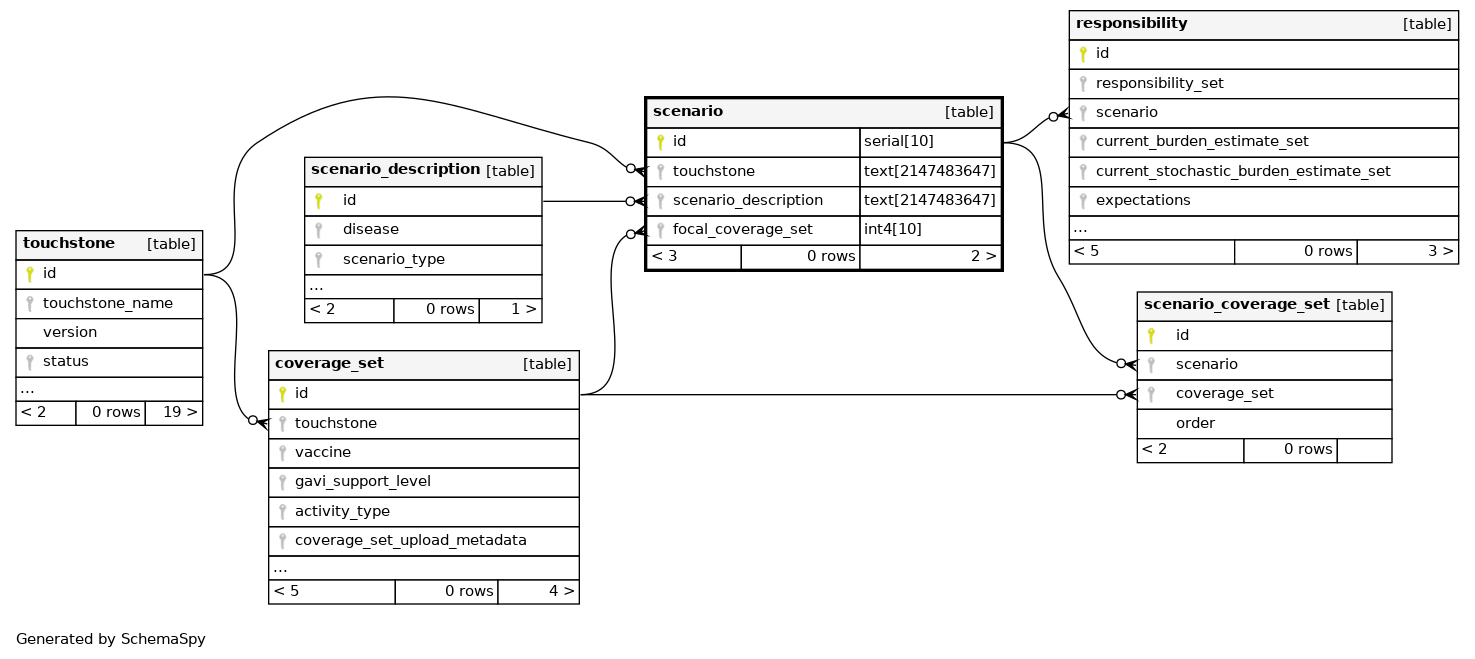 responsibility [table]
id
responsibility_set
scenario
current_burden_estimate_set
current_stochastic_burden_estimate_set
expectations
...
< 5 0 rows 3 >
scenario [table]
id serial[10]
touchstone text[2147483647]
scenario_description text[2147483647]
focal_coverage_set int4[10]
< 3 0 rows 2 >
scenario_description [table]
id
disease
scenario_type
...
< 2 0 rows 1 >
touchstone [table]
id
touchstone_name
version
status
...
< 2 0 rows 19 >
scenario_coverage_set [table]
id
scenario
coverage_set
order
< 2 0 rows
coverage_set [table]
id
touchstone
vaccine
gavi_support_level
activity_type
coverage_set_upload_metadata
...
< 5 0 rows 4 >
Generated by SchemaSpy